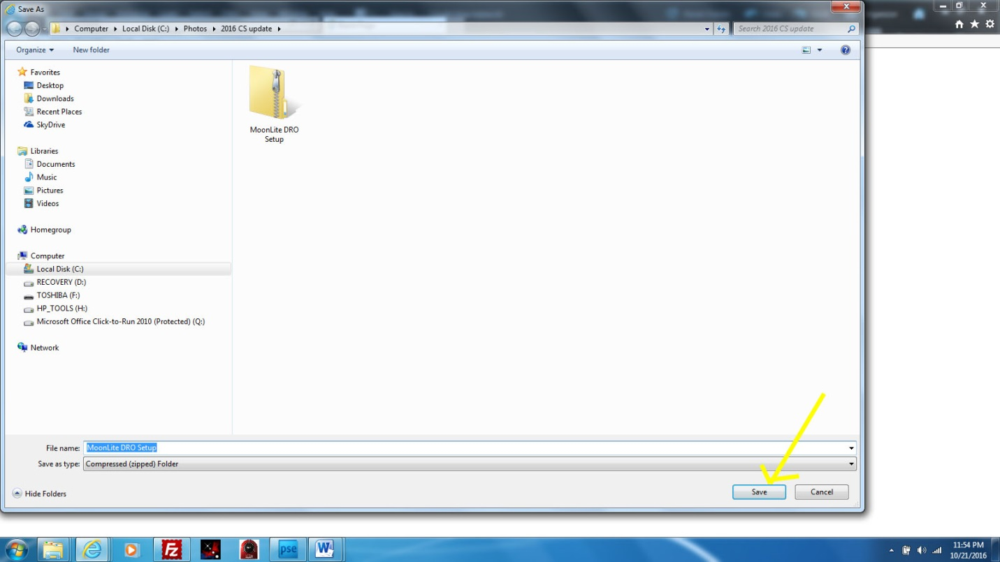 Save As
Computer Local Disk (C:) Photos 2016 CS update
Search 2016 CS update
Organize New folder
Favorites
Desktop
Downloads
Recent Places
SkyDrive
Libraries
Documents
Music
Pictures
Videos
Homegroup
Computer
Local Disk (C:)
RECOVERY (D:)
TOSHIBA (F:)
HP_TOOLS (H:)
Microsoft Office Click-to-Run 2010 (Protected) (Q:)
Network
MoonLite DRO
Setup
File name: MoonLite DRO Setup
Save as type: Compressed (zipped) Folder
Hide Folders
Save Cancel
Fz
pse
W
11:54 PM
10/21/2016